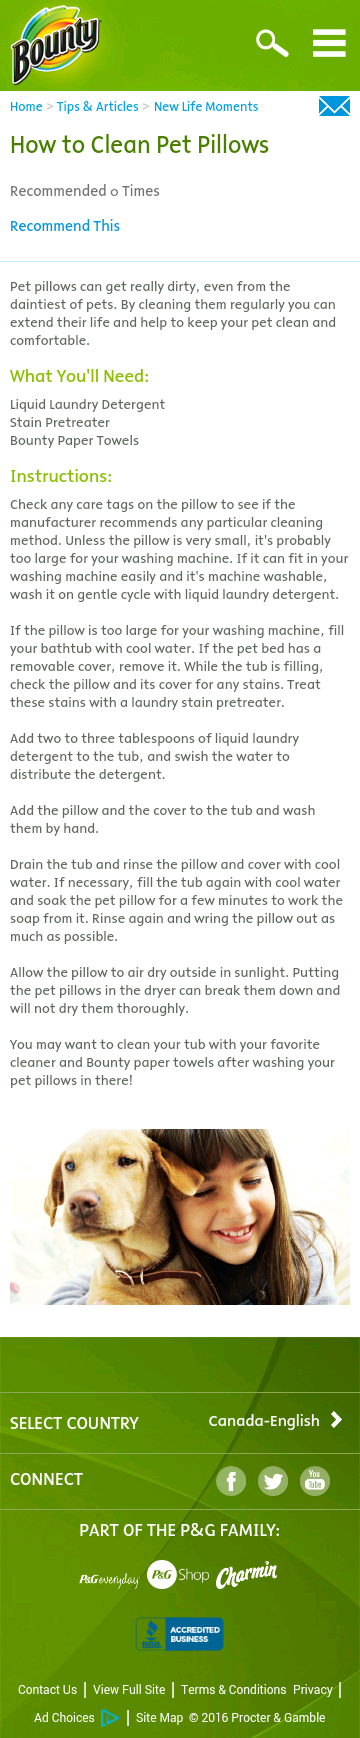 Bounty
Home > Tips & Articles > New Life Moments
How to Clean Pet Pillows
Recommended 0 Times
Recommend This
Pet pillows can get really dirty, even from the
daintiest of pets. By cleaning them regularly you can
extend their life and help to keep your pet clean and
comfortable.
What You'll Need:
Liquid Laundry Detergent
Stain Pretreater
Bounty Paper Towels
Instructions:
Check any care tags on the pillow to see if the
manufacturer recommends any particular cleaning
method. Unless the pillow is very small, it's probably
too large for your washing machine. If it can fit in your
washing machine easily and it's machine washable,
wash it on gentle cycle with liquid laundry detergent.
If the pillow is too large for your washing machine, fill
your bathtub with cool water. If the pet bed has a
removable cover, remove it. While the tub is filling,
check the pillow and its cover for any stains. Treat
these stains with a laundry stain pretreater.
Add two to three tablespoons of liquid laundry
detergent to the tub, and swish the water to
distribute the detergent.
Add the pillow and the cover to the tub and wash
them by hand.
Drain the tub and rinse the pillow and cover with cool
water. If necessary, fill the tub again with cool water
and soak the pet pillow for a few minutes to work the
soap from it. Rinse again and wring the pillow out as
much as possible.
Allow the pillow to air dry outside in sunlight. Putting
the pet pillows in the dryer can break them down and
will not dry them thoroughly.
You may want to clean your tub with your favorite
cleaner and Bounty paper towels after washing your
pet pillows in there!
SELECT COUNTRY Canada-English
CONNECT f You Tube
PART OF THE P&G FAMILY:
P&G everyday P&G Shop Charmin
BBB. ACCREDITED BUSINESS
Contact Us | View Full Site | Terms & Conditions Privacy |
Ad Choices | Site Map © 2016 Procter & Gamble